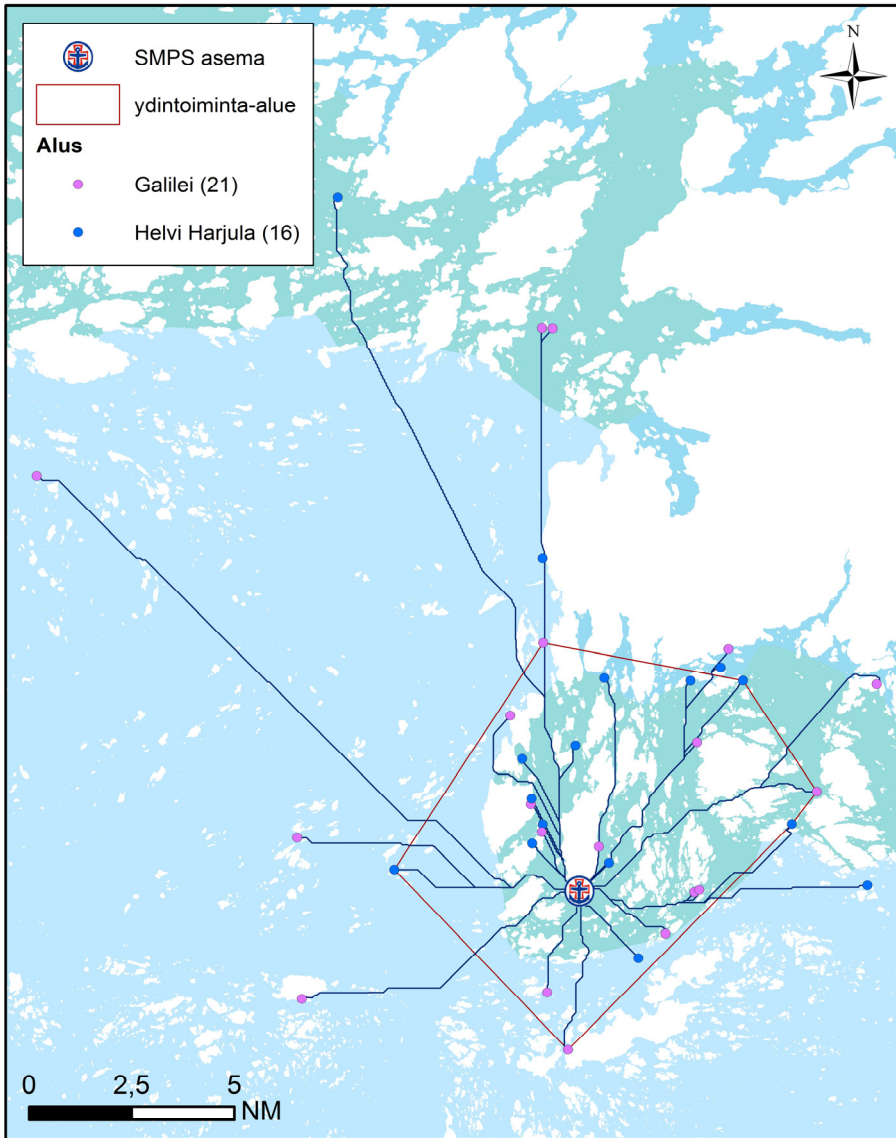 SMPS asema
ydintoiminta-alue
Alus
Galilei (21)
Helvi Harjula (16)
N
0 2,5 5
NM